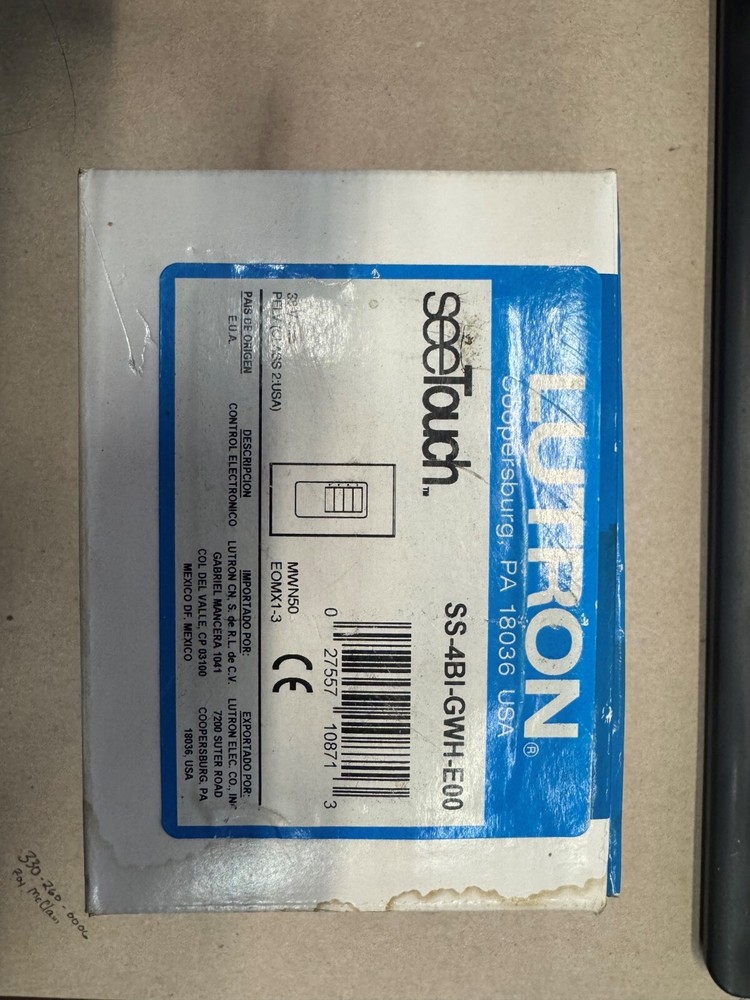 LUTRON®
Coopersburg, PA 18036 USA
seeTouch™
SS-4BI-GWH-E00
0 27557 10871 3
PELV (CLASS 2:USA)
MWN50
EOMX1-3
CE
PAIS DE ORIGEN
E.U.A.
DESCRIPCION
CONTROL ELECTRONICO
IMPORTADO POR:
LUTRON CN. S. de R.L. de C.V.
GABRIEL MANCERA 1041
COL DEL VALLE, CP 03100
MEXICO DF. MEXICO
EXPORTADO POR:
LUTRON ELEC. CO., INC
7200 SUTER ROAD
COOPERSBURG, PA
18036, USA
330-260-0006